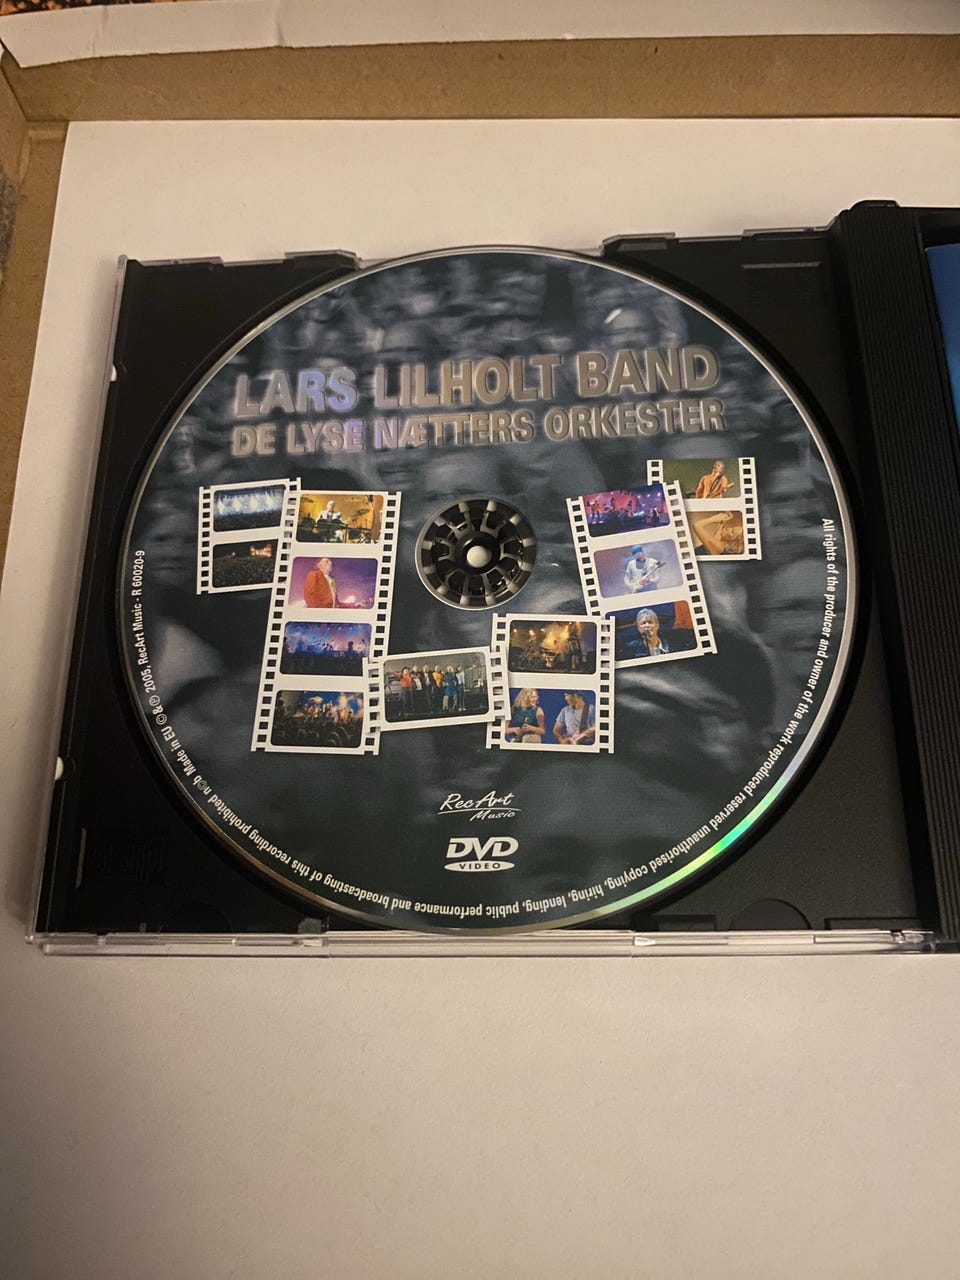 LARS LILHOLT BAND
DE LYSE NÆTTERS ORKESTER
RecArt
Music
DVD
VIDEO
All rights of the producer and owner of the work reproduced reserved unauthorised copying, hiring, lending, public performance and broadcasting of this recording prohibited n©b Made in EU © & ℗ 2005, RecArt Music - R 60020-9